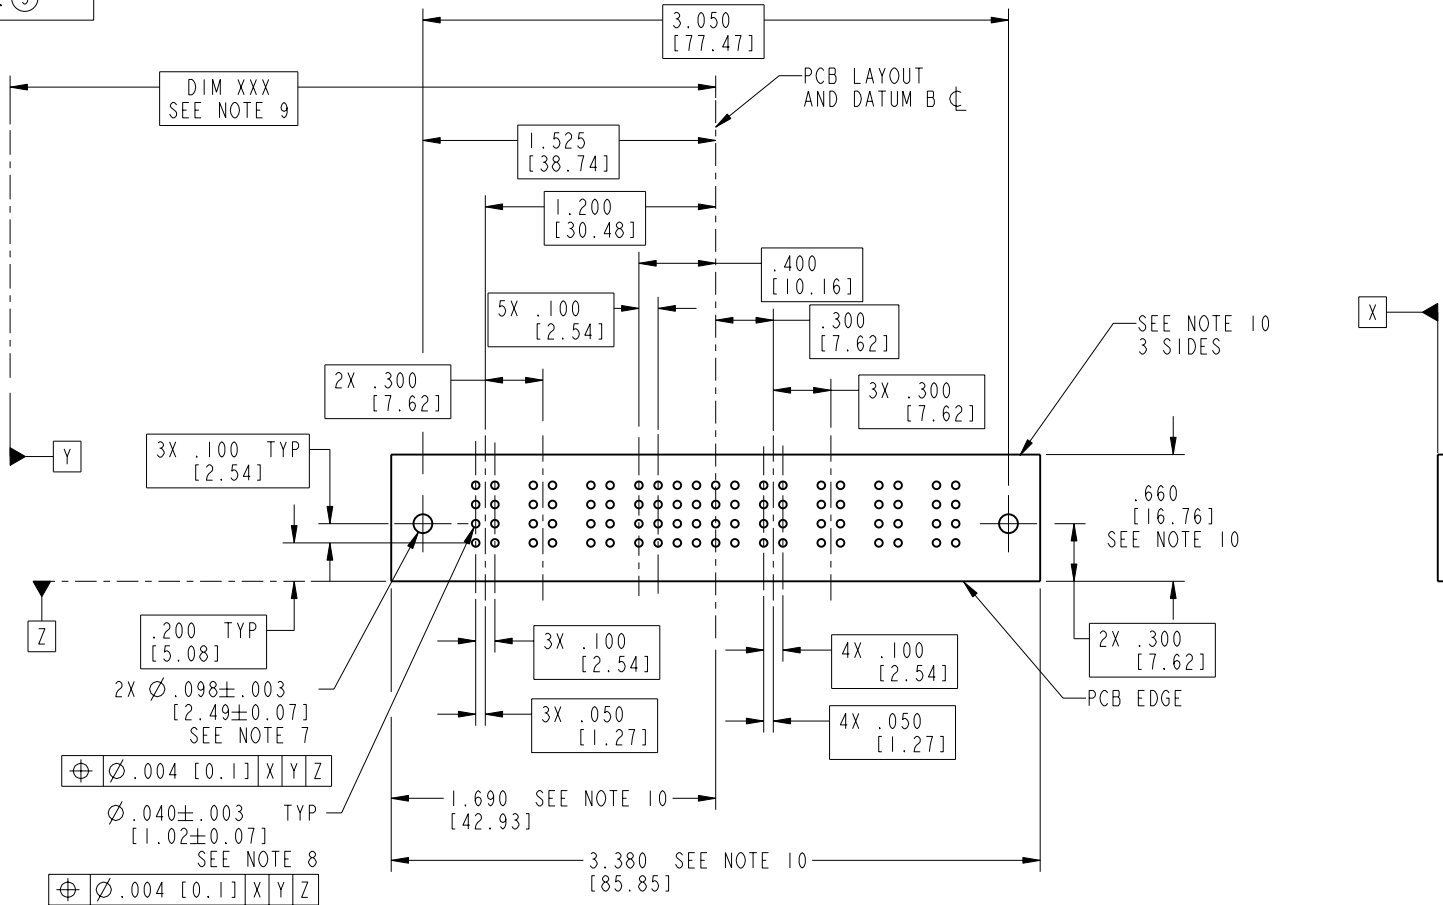 3.050
[77.47]
DIM XXX
SEE NOTE 9
PCB LAYOUT
AND DATUM B ℄
1.525
[38.74]
1.200
[30.48]
.400
[10.16]
5X .100
[2.54]
.300
[7.62]
X
SEE NOTE 10
3 SIDES
2X .300
[7.62]
3X .300
[7.62]
3X .100 TYP
[2.54]
Y
.660
[16.76]
SEE NOTE 10
Z
.200 TYP
[5.08]
3X .100
[2.54]
4X .100
[2.54]
2X .300
[7.62]
2X Ø.098±.003
[2.49±0.07]
SEE NOTE 7
3X .050
[1.27]
4X .050
[1.27]
PCB EDGE
⌖ Ø.004 [0.1] X Y Z
1.690 SEE NOTE 10
[42.93]
Ø.040±.003 TYP
[1.02±0.07]
SEE NOTE 8
3.380 SEE NOTE 10
[85.85]
⌖ Ø.004 [0.1] X Y Z